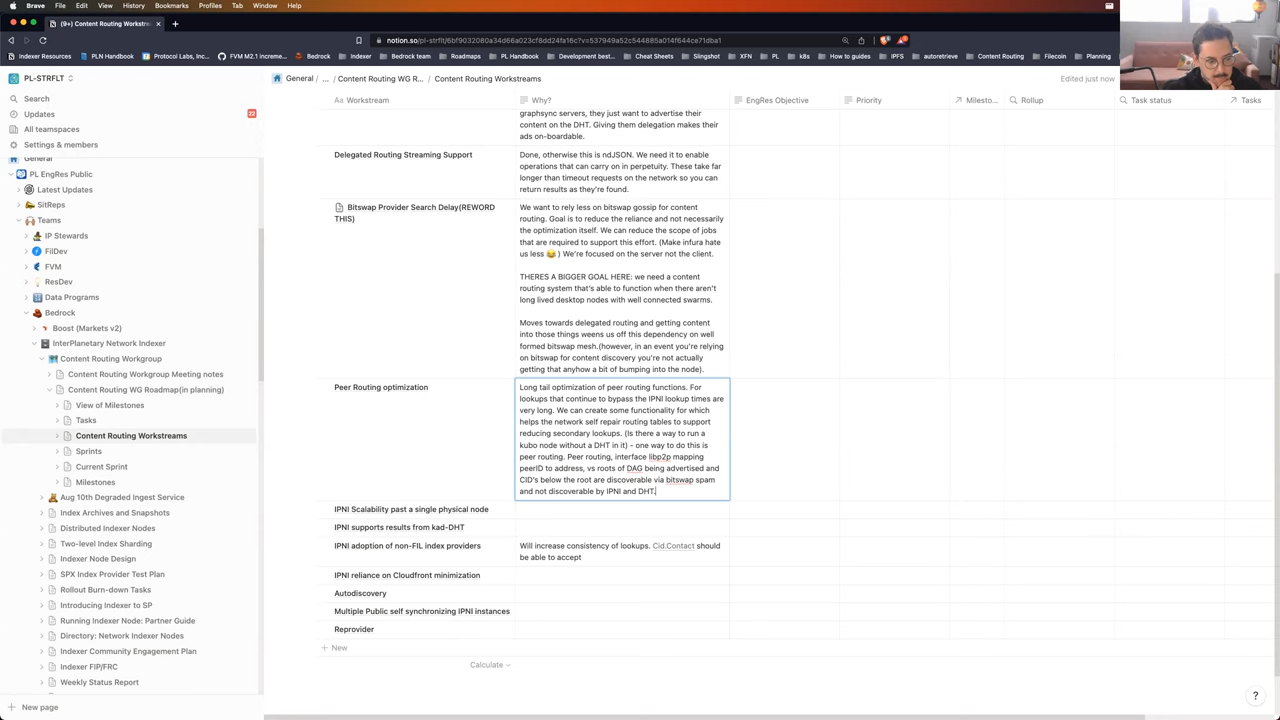 Brave File Edit View History Bookmarks Profiles Tab Window Help
(9+) Content Routing Workstrea
notion.so/pl-strflt/6bf9032080a34d66a023cf8dd24fa16c?v=537949a52c544885a014f644ce71dba1
Indexer Resources PLN Handbook Protocol Labs, Inc... FVM M2.1 Increme... Bedrock Bedrock team Roadmaps PL Handbook Development best... Cheat Sheets Slingshot XFN PL k8s autoretrieve Content Routing IPFS Filecoin Planning
PL-STRFLT
Search
Updates 22
All teamspaces
Settings & members
General
PL EngRes Public
Latest Updates
SitReps
Teams
IP Stewards
FilDev
FVM
ResDev
Data Programs
Bedrock
Boost (Markets v2)
InterPlanetary Network Indexer
Content Routing Workgroup
Content Routing Workgroup Meeting notes
Content Routing WG Roadmap(in planning)
View of Milestones
Tasks
Content Routing Workstreams
Sprints
Current Sprint
Milestones
Aug 10th Degraded Ingest Service
Index Archives and Snapshots
Distributed Index Nodes
Two-level Index Sharding
Indexer Node Design
SPX Index Provider Test Plan
Rollout Burn-down Tasks
Introducing Indexer to SP
Running Indexer Node: Partner Guide
Directory: Network Indexer Nodes
Indexer Community Engagement Plan
Indexer FIP/FRC
Weekly Status Report
New page
General / ... / Content Routing WG R... / Content Routing Workstreams
Edited just now
Aa Workstream Why? EngRes Objective Priority Milesto... Rollup Task status Tasks
graphsync servers, they just want to advertise their
content on the DHT. Giving them delegation makes their
ads on-boardable.
Delegated Routing Streaming Support
Done, otherwise this is ndJSON. We need it to enable
operations that can carry on in perpetuity. These take far
longer than timeout requests on the network so you can
return results as they're found.
Bitswap Provider Search Delay(REWORD
THIS)
We want to rely less on bitswap gossip for content
routing. Goal is to reduce the reliance and not necessarily
the optimization itself. We can reduce the scope of jobs
that are required to support this effort. (Make infura hate
us less 😂 ) We're focused on the server not the client.
THERES A BIGGER GOAL HERE: we need a content
routing system that's able to function when there aren't
long lived desktop nodes with well connected swarms.
Moves towards delegated routing and getting content
into those things weens us off this dependency on well
formed bitswap mesh.(however, in an event you're relying
on bitswap for content discovery you're not actually
getting that anyhow a bit of bumping into the node).
Peer Routing optimization
Long tail optimization of peer routing functions. For
lookups that continue to bypass the IPNI lookup times are
very long. We can create some functionality for which
helps the network self repair routing tables to support
reducing secondary lookups. (Is there a way to run a
kubo node without a DHT in it) - one way to do this is
peer routing. Peer routing, interface libp2p mapping
peerID to address, vs roots of DAG being advertised and
CID's below the root are discoverable via bitswap spam
and not discoverable by IPNI and DHT.
IPNI Scalability past a single physical node
IPNI supports results from kad-DHT
IPNI adoption of non-FIL index providers
Will increase consistency of lookups. Cid.Contact should
be able to accept
IPNI reliance on Cloudfront minimization
Autodiscovery
Multiple Public self synchronizing IPNI instances
Reprovider
New
Calculate
?